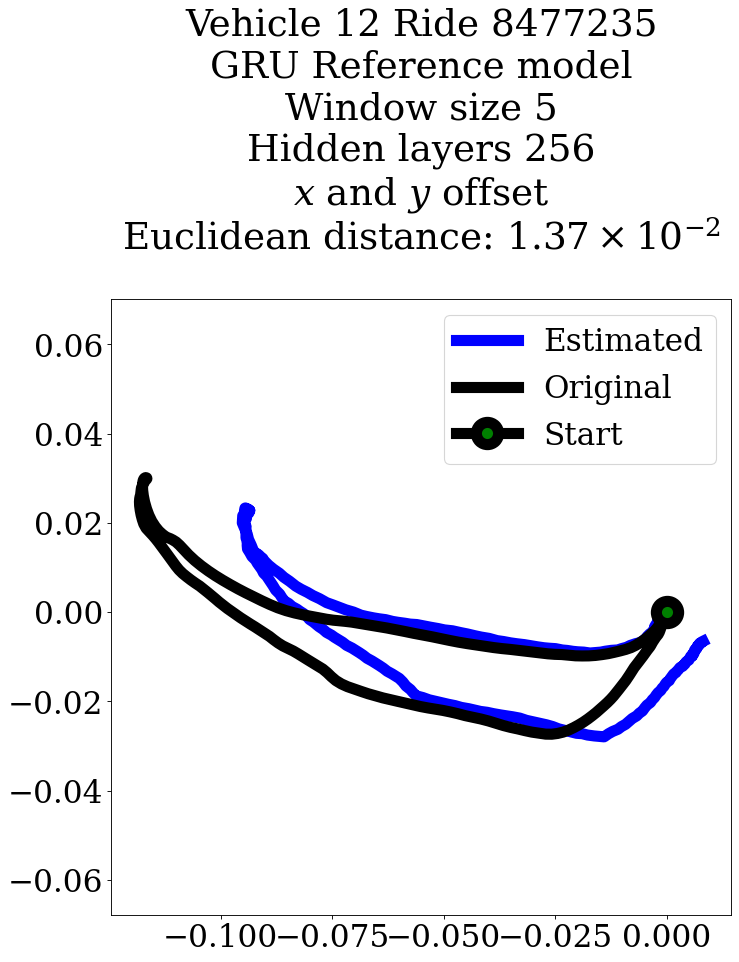 Vehicle 12 Ride 8477235
GRU Reference model
Window size 5
Hidden layers 256
x and y offset
Euclidean distance: 1.37 × 10⁻²
Estimated
Original
Start
0.06
0.04
0.02
0.00
−0.02
−0.04
−0.06
−0.100 −0.075 −0.050 −0.025 0.000